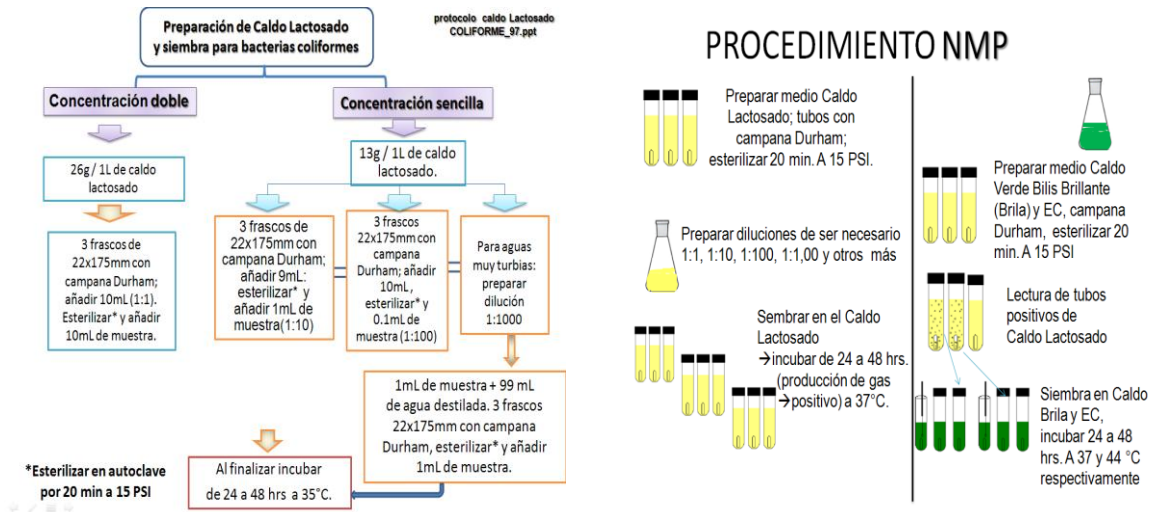 Preparación de Caldo Lactosado
y siembra para bacterias coliformes
protocolo caldo Lactosado
COLIFORME_97.ppt
Concentración doble
Concentración sencilla
26g / 1L de caldo
lactosado
13g / 1L de caldo
lactosado.
3 frascos de
22x175mm con
campana Durham;
añadir 10mL (1:1).
Esterilizar* y añadir
10mL de muestra.
3 frascos de
22x175mm con
campana Durham;
añadir 9mL:
esterilizar* y
añadir 1mL de
muestra(1:10)
3 frascos
22x175mm con
campana
Durham; añadir
10mL,
esterilizar* y
0.1mL de
muestra (1:100)
Para aguas
muy turbias:
preparar
dilución
1:1000
1mL de muestra + 99 mL
de agua destilada. 3 frascos
22x175mm con campana
Durham, esterilizar* y añadir
1mL de muestra.
*Esterilizar en autoclave
por 20 min a 15 PSI
Al finalizar incubar
de 24 a 48 hrs a 35°C.
PROCEDIMIENTO NMP
Preparar medio Caldo
Lactosado; tubos con
campana Durham;
esterilizar 20 min. A 15 PSI.
Preparar diluciones de ser necesario
1:1, 1:10, 1:100, 1:1,00 y otros más
Sembrar en el Caldo
Lactosado
→incubar de 24 a 48 hrs.
(producción de gas
→positivo) a 37°C.
Preparar medio Caldo
Verde Bilis Brillante
(Brila) y EC, campana
Durham, esterilizar 20
min. A 15 PSI
Lectura de tubos
positivos de
Caldo Lactosado
Siembra en Caldo
Brila y EC,
incubar 24 a 48
hrs. A 37 y 44 °C
respectivamente